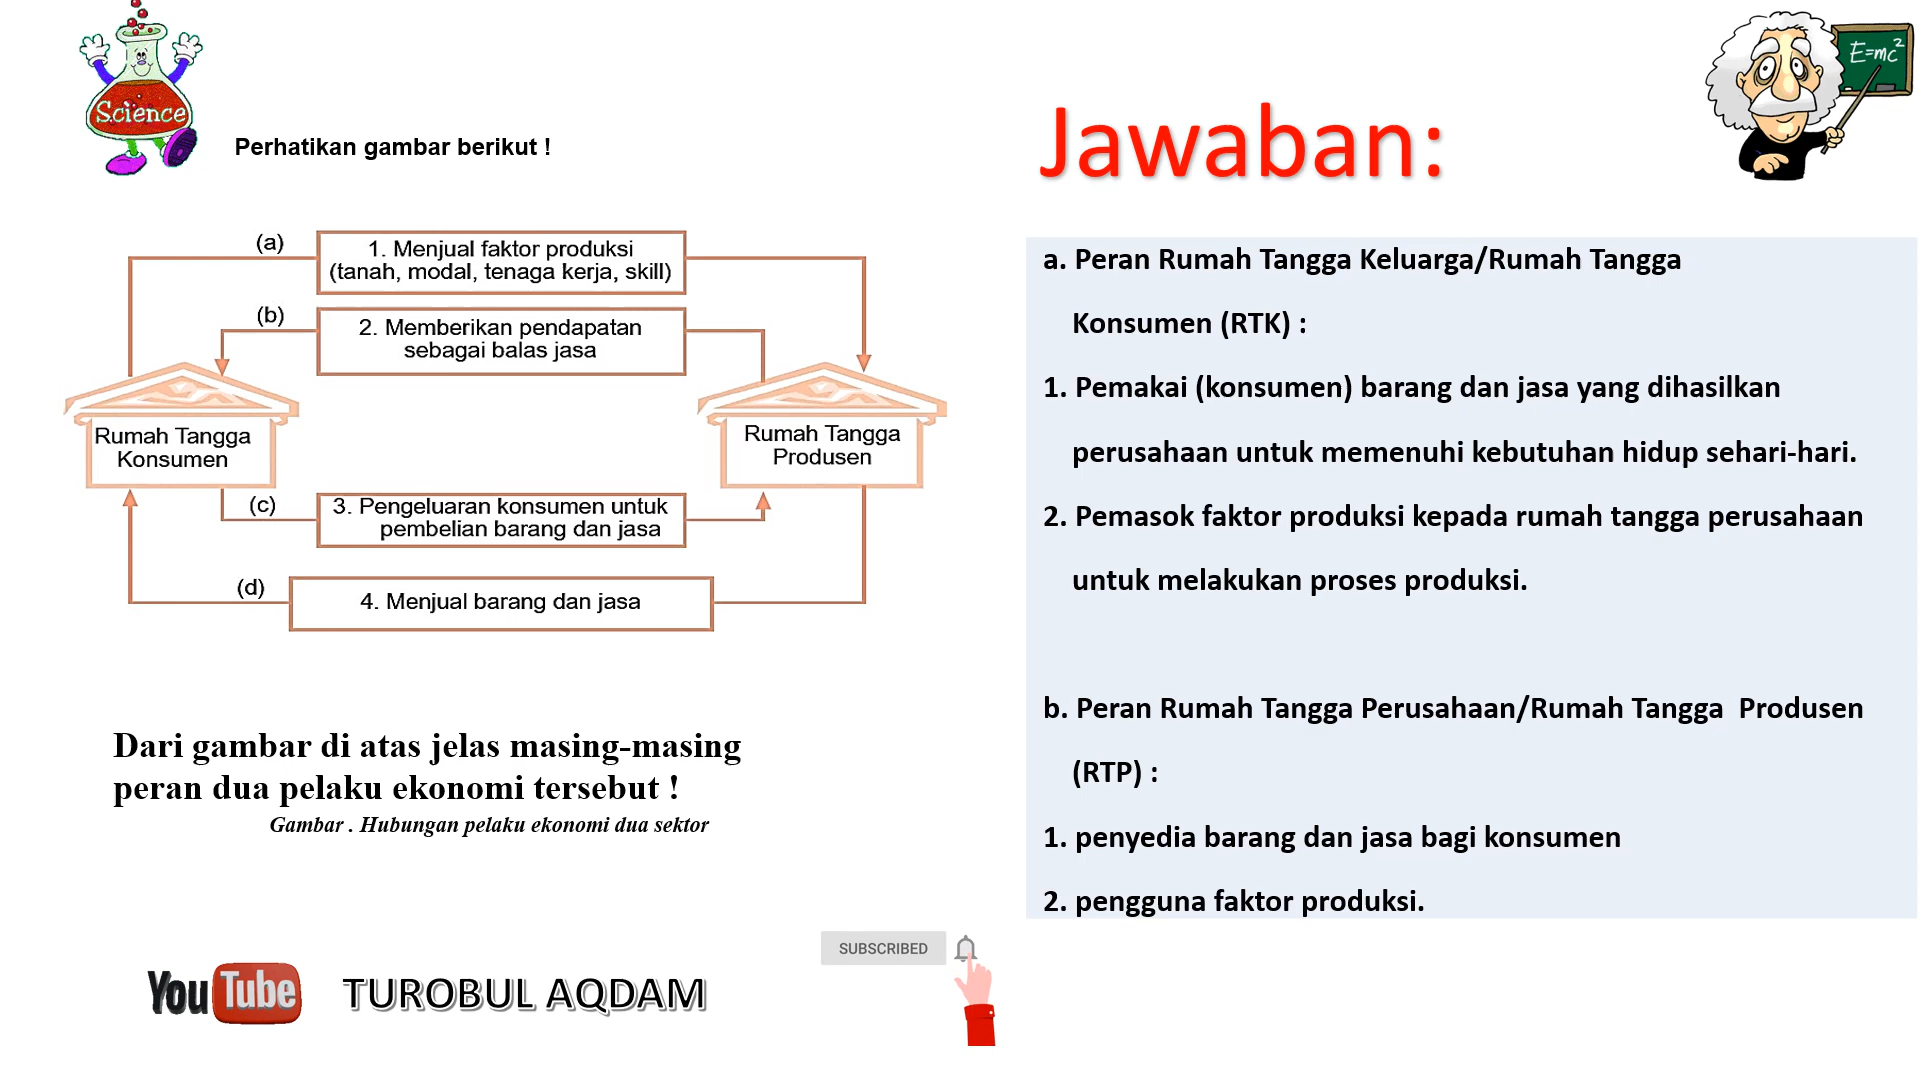 Science
Perhatikan gambar berikut !
(a)
1. Menjual faktor produksi
(tanah, modal, tenaga kerja, skill)
(b)
2. Memberikan pendapatan
sebagai balas jasa
Rumah Tangga
Konsumen
Rumah Tangga
Produsen
(c)
3. Pengeluaran konsumen untuk
pembelian barang dan jasa
(d)
4. Menjual barang dan jasa
Dari gambar di atas jelas masing-masing
peran dua pelaku ekonomi tersebut !
Gambar . Hubungan pelaku ekonomi dua sektor
SUBSCRIBED
YouTube
TUROBUL AQDAM
E=mc²
Jawaban:
a. Peran Rumah Tangga Keluarga/Rumah Tangga
Konsumen (RTK) :
1. Pemakai (konsumen) barang dan jasa yang dihasilkan
perusahaan untuk memenuhi kebutuhan hidup sehari-hari.
2. Pemasok faktor produksi kepada rumah tangga perusahaan
untuk melakukan proses produksi.
b. Peran Rumah Tangga Perusahaan/Rumah Tangga  Produsen
(RTP) :
1. penyedia barang dan jasa bagi konsumen
2. pengguna faktor produksi.